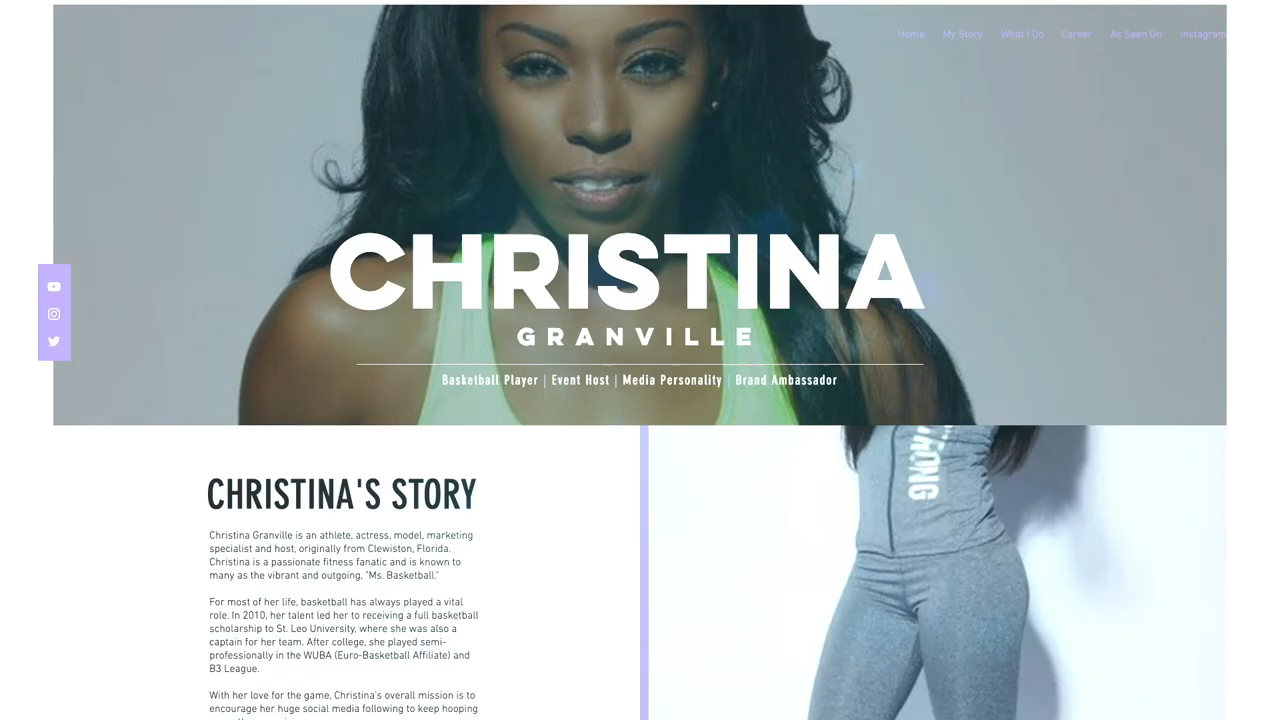 Home My Story What I Do Career As Seen On Instagram
CHRISTINA
GRANVILLE
Basketball Player | Event Host | Media Personality | Brand Ambassador
CHRISTINA'S STORY
Christina Granville is an athlete, actress, model, marketing
specialist and host, originally from Clewiston, Florida.
Christina is a passionate fitness fanatic and is known to
many as the vibrant and outgoing, "Ms. Basketball."
For most of her life, basketball has always played a vital
role. In 2010, her talent led her to receiving a full basketball
scholarship to St. Leo University, where she was also a
captain for her team. After college, she played semi-
professionally in the WUBA (Euro-Basketball Affiliate) and
B3 League.
With her love for the game, Christina's overall mission is to
encourage her huge social media following to keep hooping